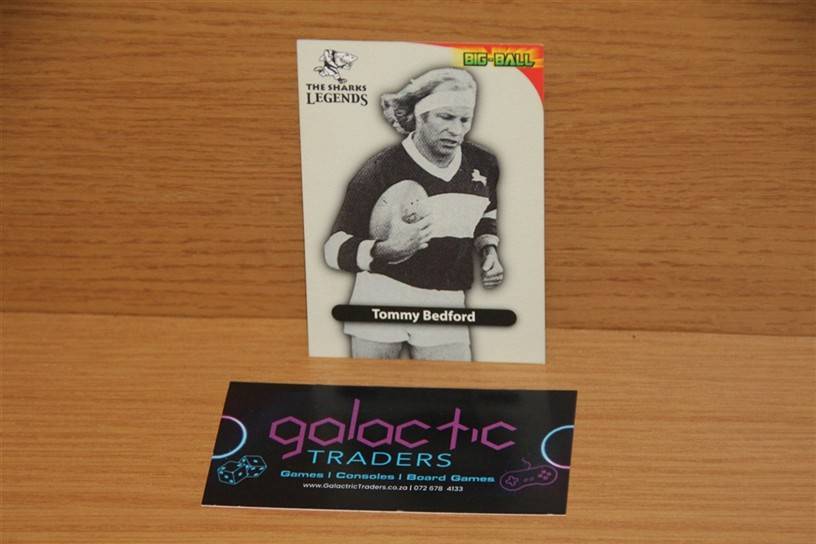 THE SHARKS
LEGENDS
BIG-BALL
Tommy Bedford
galactic
TRADERS
Games | Consoles | Board Games
www.GalactricTraders.co.za | 072 678 4133